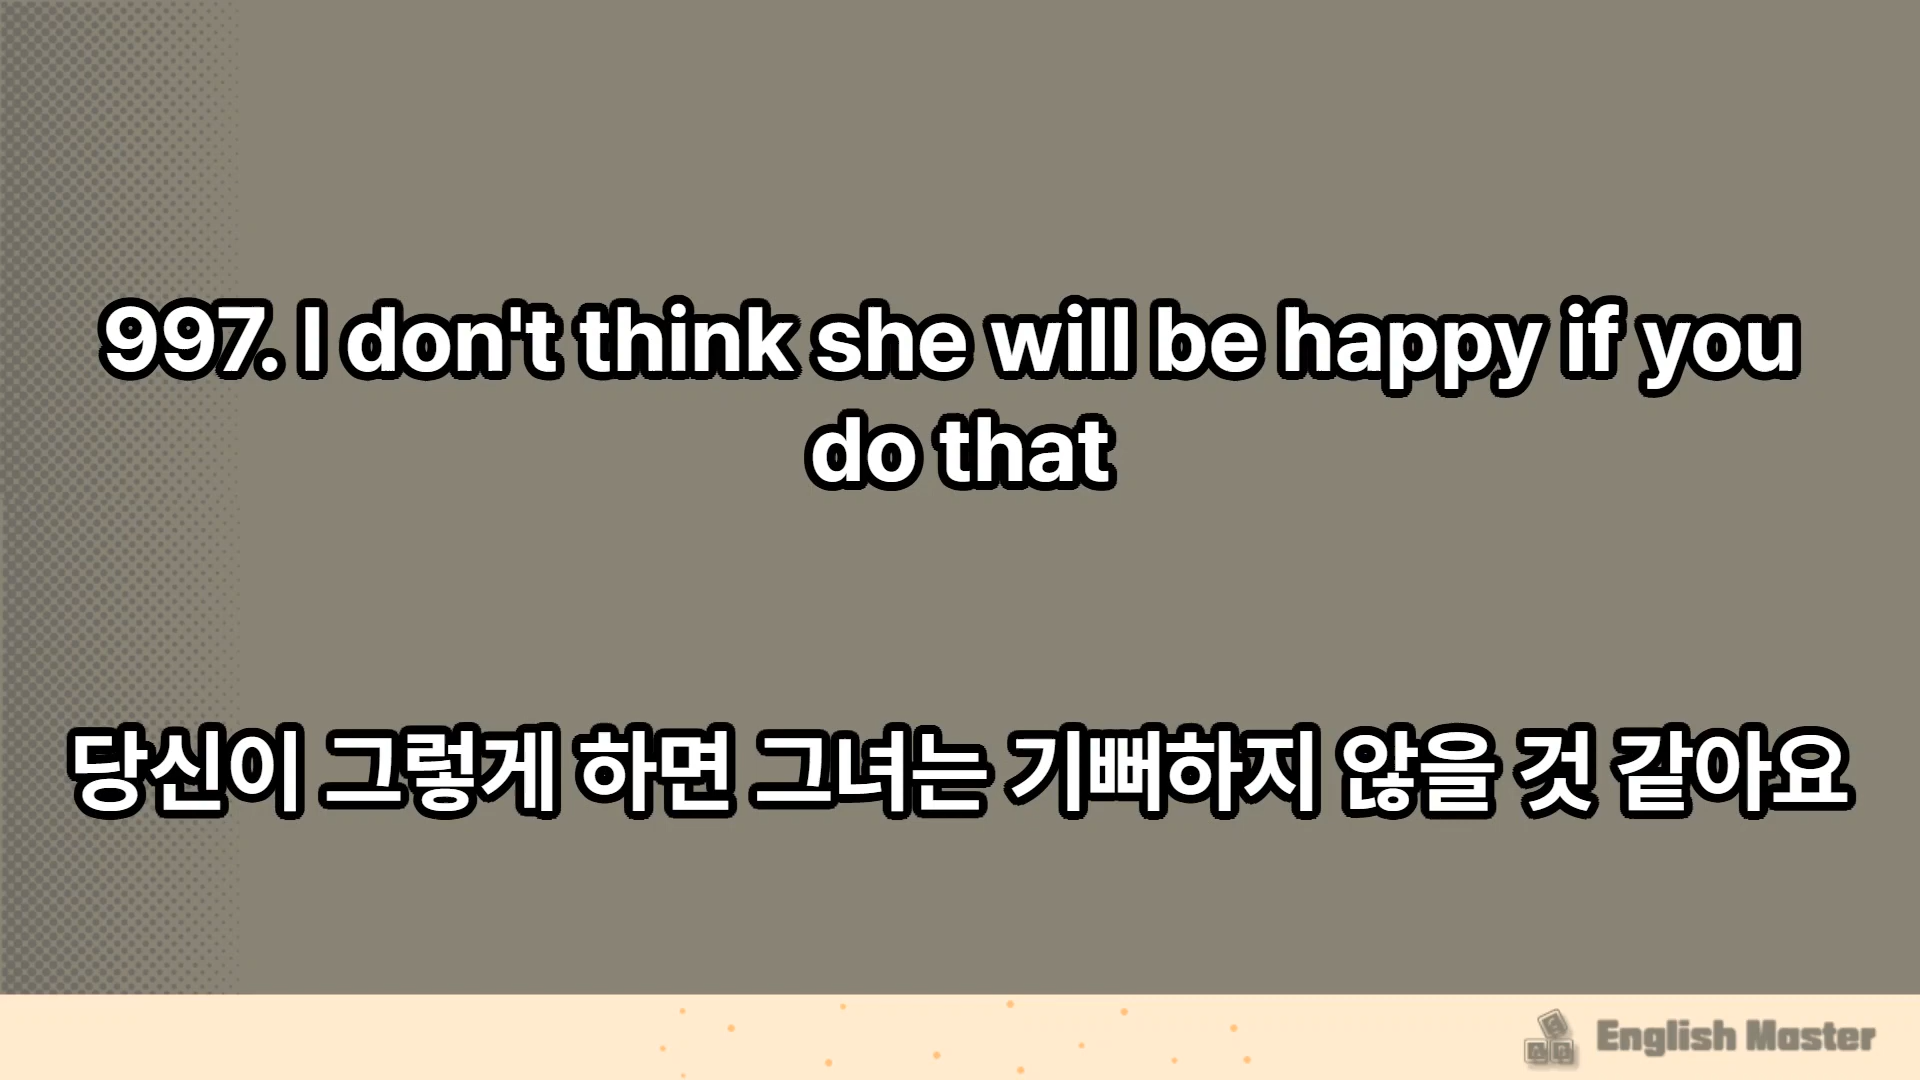 997. I don't think she will be happy if you
do that
당신이 그렇게 하면 그녀는 기뻐하지 않을 것 같아요
English Master